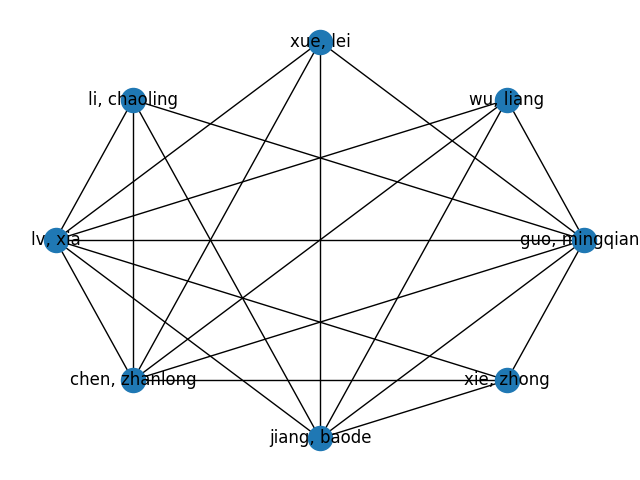 xue, lei
li, chaoling
wu, liang
lv, xia
guo, mingqian
chen, zhanlong
xie, zhong
jiang, baode